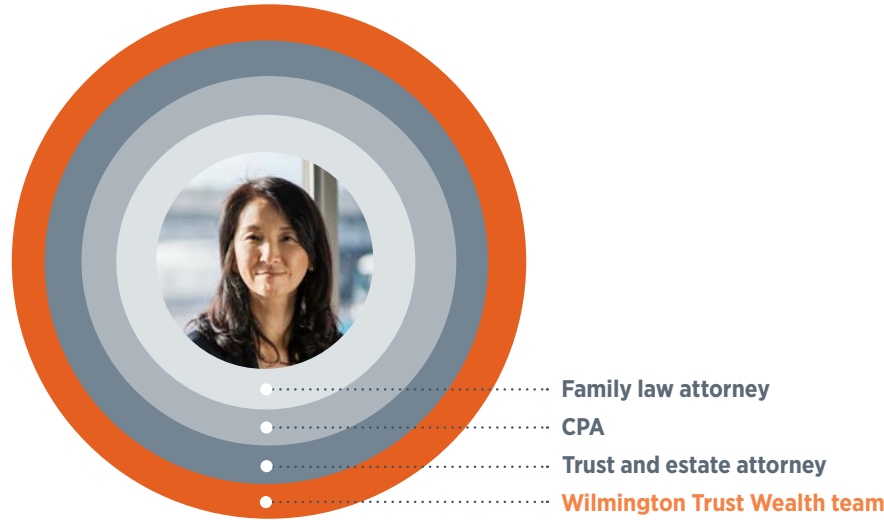 Family law attorney
CPA
Trust and estate attorney
Wilmington Trust Wealth team